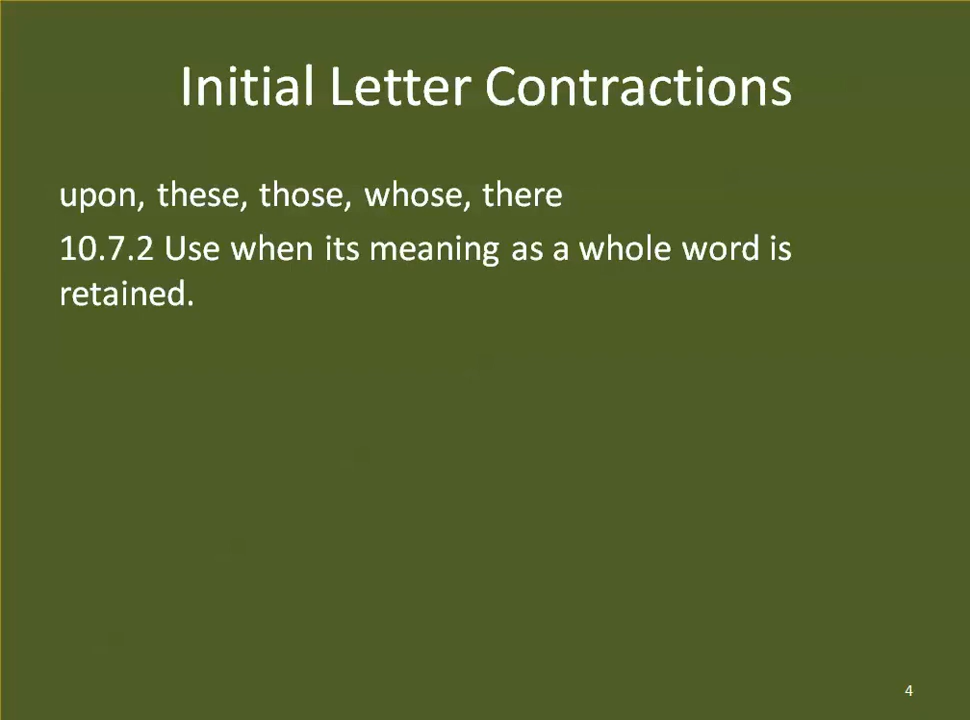 Initial Letter Contractions
upon, these, those, whose, there
10.7.2 Use when its meaning as a whole word is
retained.
4